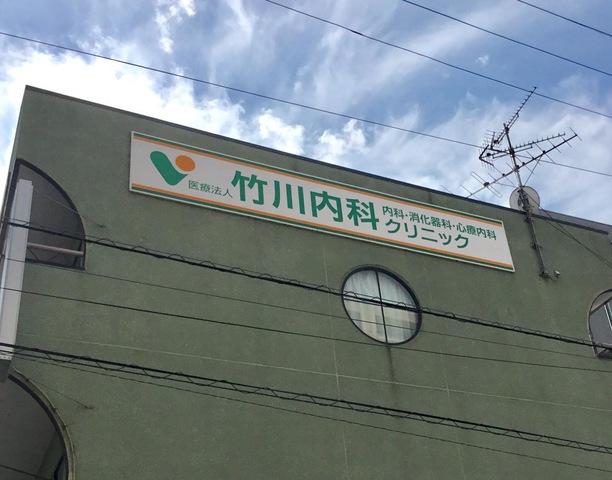 医療法人 竹川内科
内科・消化器科・心療内科
クリニック